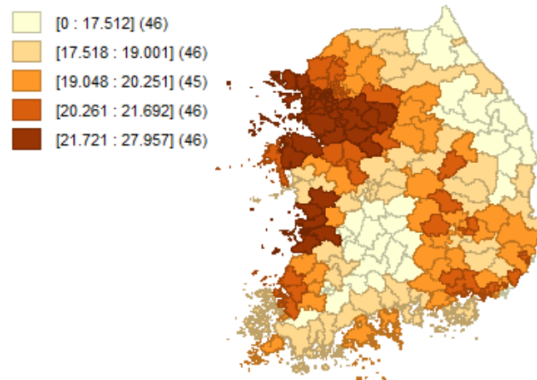 [0 : 17.512] (46)
[17.518 : 19.001] (46)
[19.048 : 20.251] (45)
[20.261 : 21.692] (46)
[21.721 : 27.957] (46)